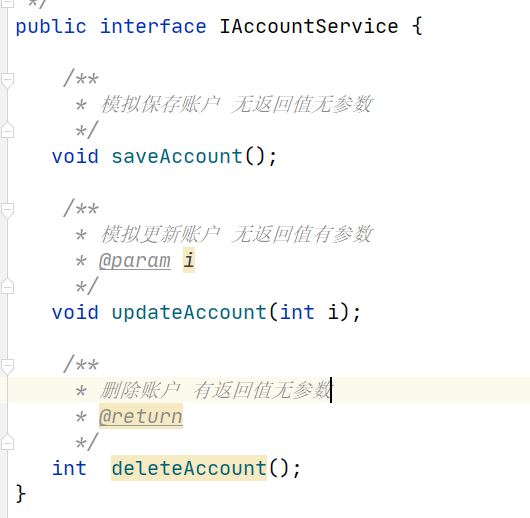 */
public interface IAccountService {
/**
* 模拟保存账户 无返回值无参数
*/
void saveAccount();
/**
* 模拟更新账户 无返回值有参数
* @param i
*/
void updateAccount(int i);
/**
* 删除账户 有返回值无参数
* @return
*/
int  deleteAccount();
}